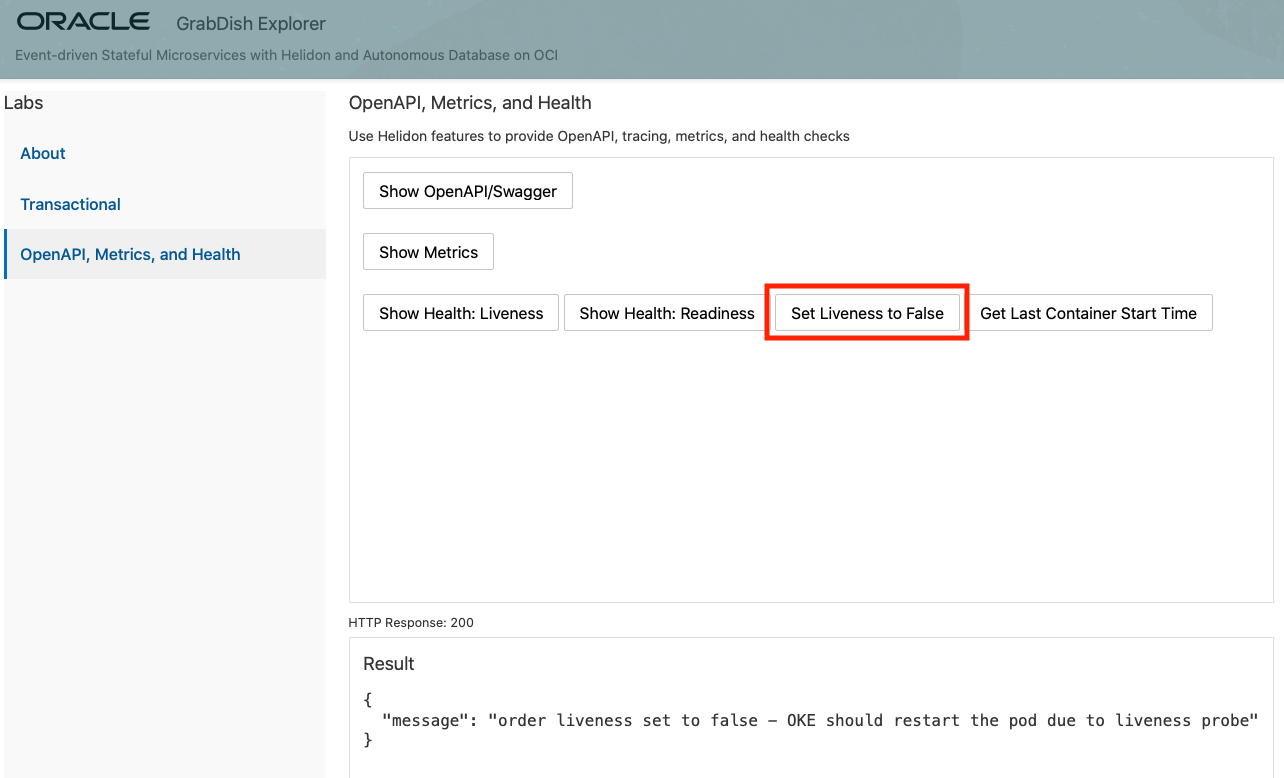 ORACLE GrabDish Explorer
Event-driven Stateful Microservices with Helidon and Autonomous Database on OCI
Labs
About
Transactional
OpenAPI, Metrics, and Health
OpenAPI, Metrics, and Health
Use Helidon features to provide OpenAPI, tracing, metrics, and health checks
Show OpenAPI/Swagger
Show Metrics
Show Health: Liveness Show Health: Readiness Set Liveness to False Get Last Container Start Time
HTTP Response: 200
Result
{
"message": "order liveness set to false – OKE should restart the pod due to liveness probe"
}